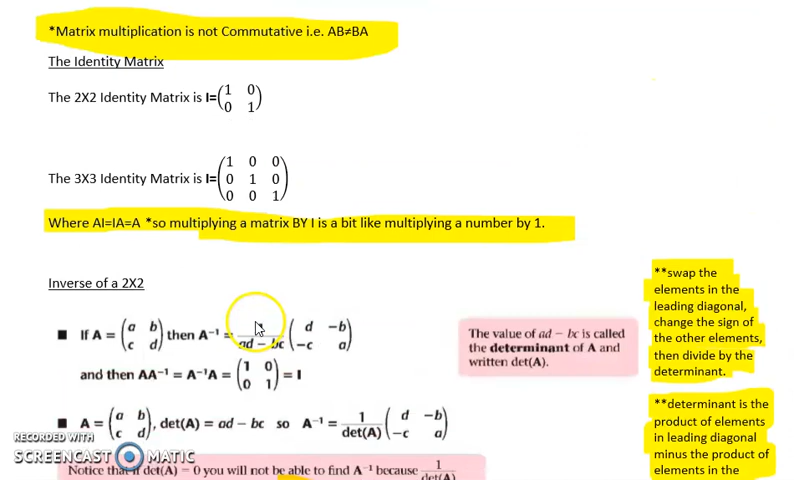 *Matrix multiplication is not Commutative i.e. AB≠BA
The Identity Matrix
The 2X2 Identity Matrix is I=(1 0
0 1)
The 3X3 Identity Matrix is I=(1 0 0
0 1 0
0 0 1)
Where AI=IA=A *so multiplying a matrix BY I is a bit like multiplying a number by 1.
Inverse of a 2X2
■ If A = (a b
c d) then A⁻¹ = /ad − bc (d −b
−c a)
and then AA⁻¹ = A⁻¹A = (1 0
0 1) = I
■ A = (a b
c d), det(A) = ad − bc so A⁻¹ = 1/det(A) (d −b
−c a)
Notice that if det(A) = 0 you will not be able to find A⁻¹ because 1/det(A)
The value of ad − bc is called
the determinant of A and
written det(A).
**swap the
elements in the
leading diagonal,
change the sign of
the other elements,
then divide by the
determinant.
**determinant is the
product of elements
in leading diagonal
minus the product of
elements in the
RECORDED WITH
SCREENCAST MATIC